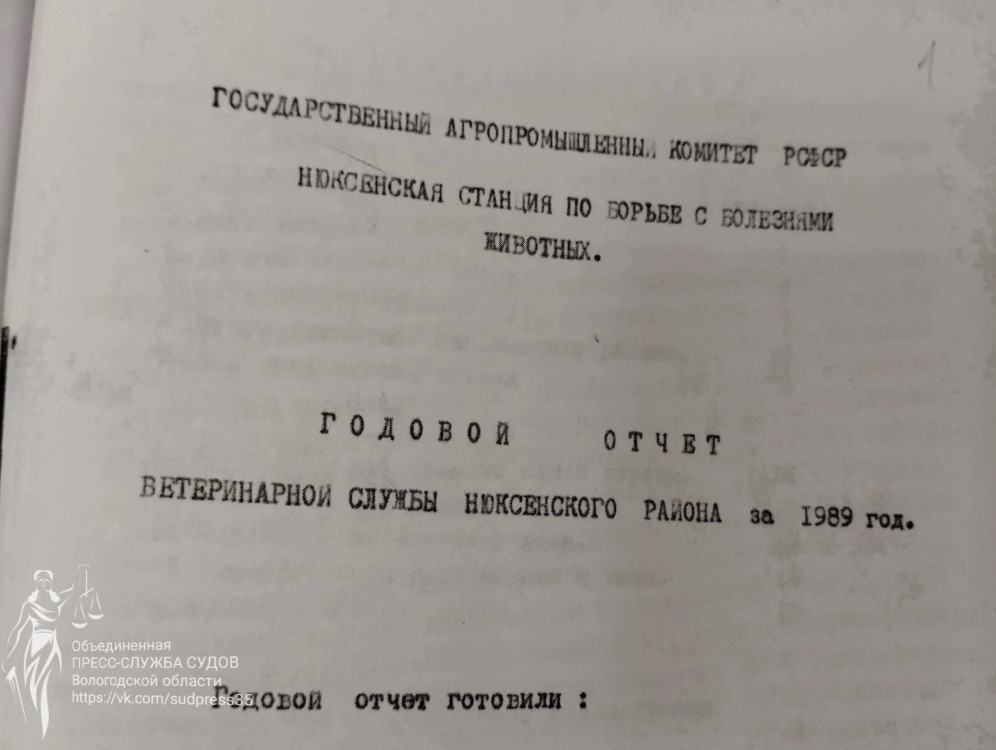 1
ГОСУДАРСТВЕННЫЙ АГРОПРОМЫШЛЕННЫЙ КОМИТЕТ РСФСР
НЮКСЕНСКАЯ СТАНЦИЯ ПО БОРЬБЕ С БОЛЕЗНЯМИ
ЖИВОТНЫХ.
ГОДОВОЙ ОТЧЕТ
ВЕТЕРИНАРНОЙ СЛУЖБЫ НЮКСЕНСКОГО РАЙОНА за 1989 год.
Годовой отчет готовили :
Объединенная
ПРЕСС-СЛУЖБА СУДОВ
Вологодской области
https://vk.com/sudpress35